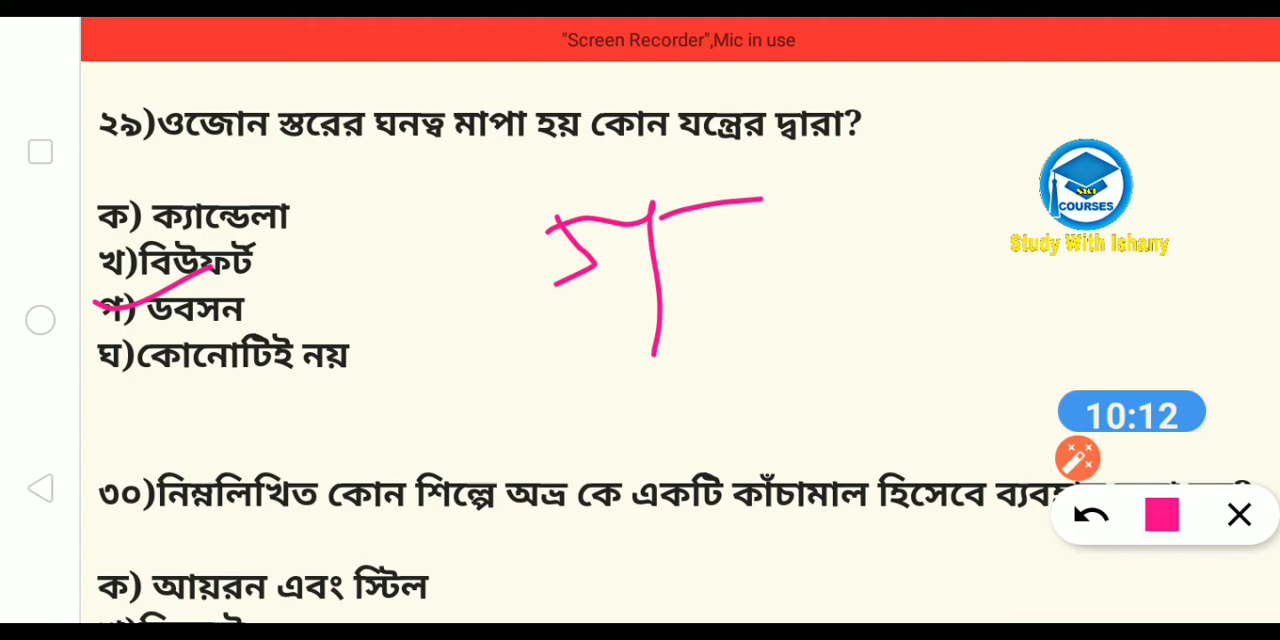 "Screen Recorder",Mic in use
২৯)ওজোন স্তরের ঘনত্ব মাপা হয় কোন যন্ত্রের দ্বারা?
ক) ক্যান্ডেলা
খ)বিউফর্ট
গ) ডবসন
ঘ)কোনোটিই নয়
SXCI
COURSES
Study With Ishany
10:12
৩০)নিম্নলিখিত কোন শিল্পে অভ্র কে একটি কাঁচামাল হিসেবে
ক) আয়রন এবং স্টিল